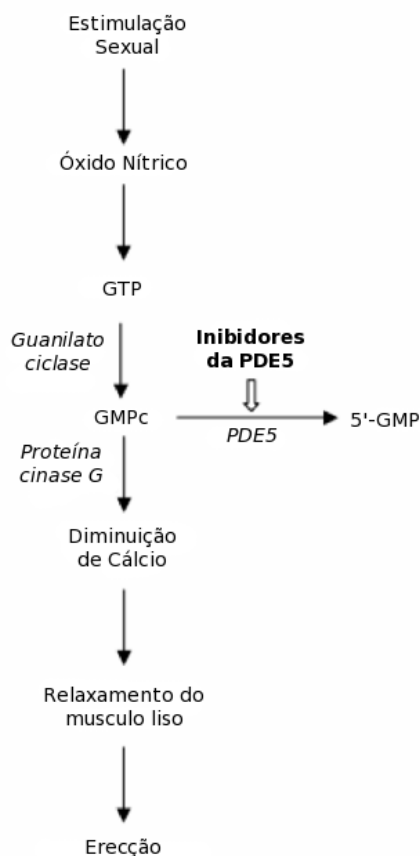 Estimulação
Sexual
Óxido Nítrico
GTP
Guanilato
ciclase
Inibidores
da PDE5
GMPc
PDE5
5'-GMP
Proteína
cinase G
Diminuição
de Cálcio
Relaxamento do
musculo liso
Erecção